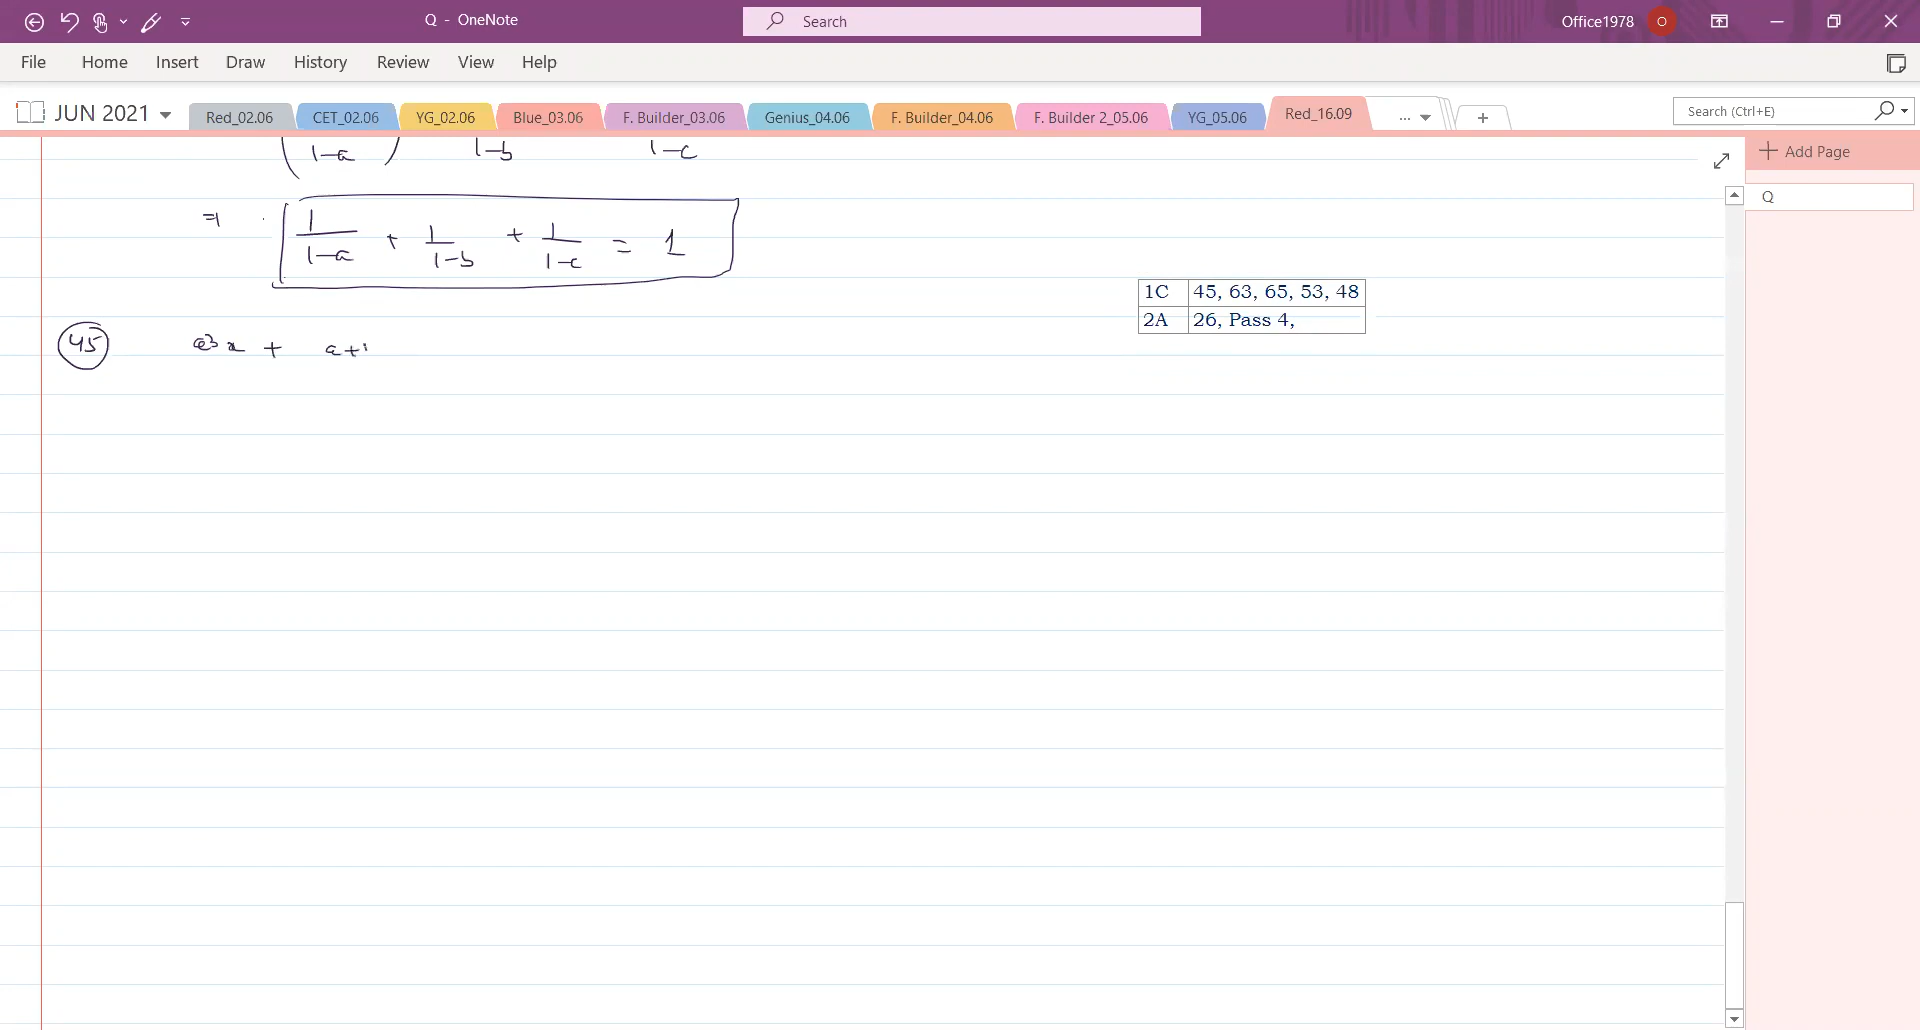 Q - OneNote
Search
Office1978
O
File Home Insert Draw History Review View Help
JUN 2021
Red_02.06 CET_02.06 YG_02.06 Blue_03.06 F. Builder_03.06 Genius_04.06 F. Builder_04.06 F. Builder 2_05.06 YG_05.06 Red_16.09 ... +
Search (Ctrl+E)
Add Page
Q
1-a 1-b 1-c
⇒ 1/(1-a) + 1/(1-b) + 1/(1-c) = 1
1C 45, 63, 65, 53, 48
2A 26, Pass 4,
45 a³x + a+1